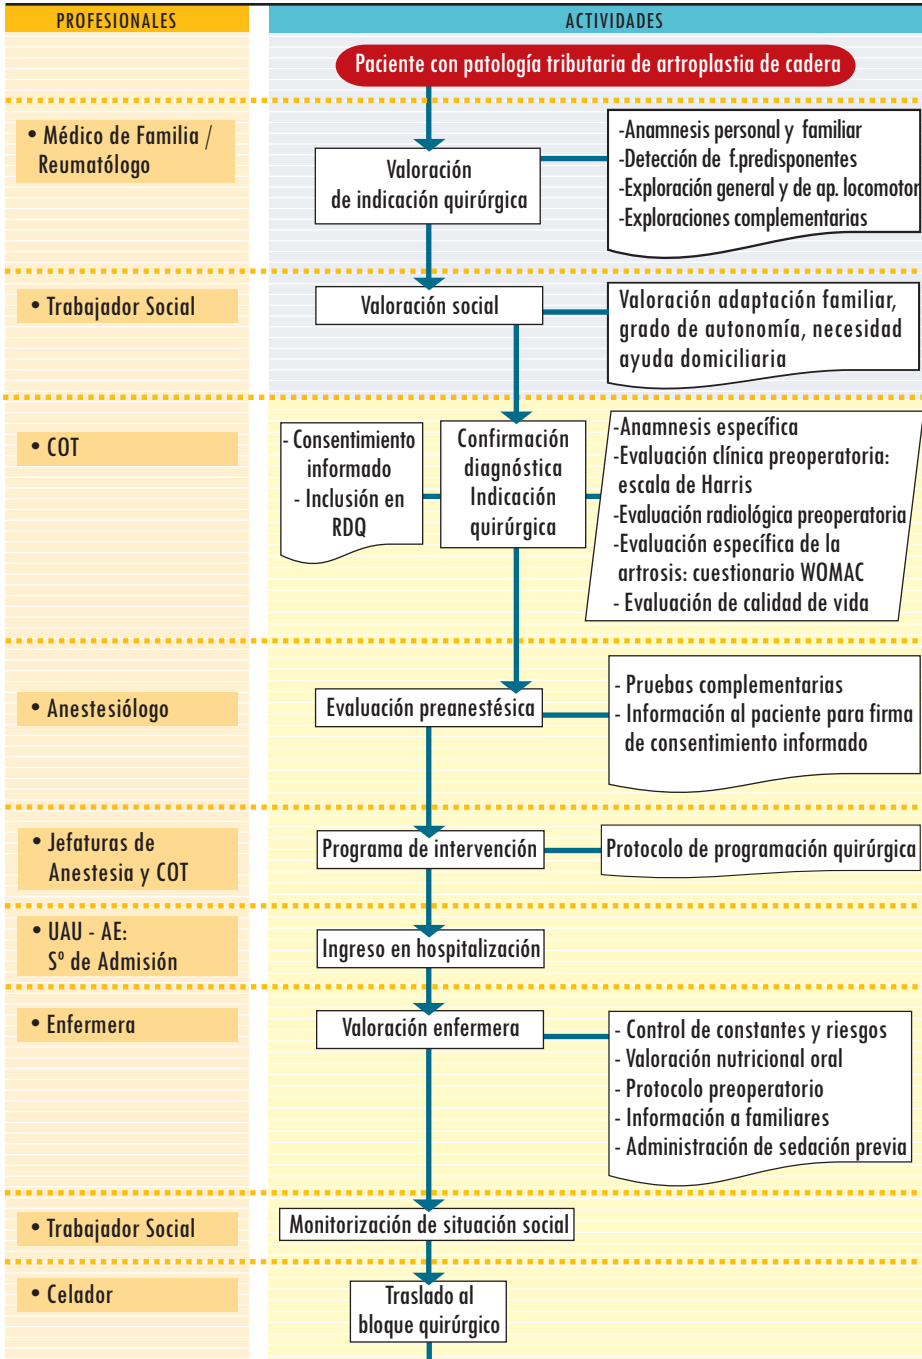 PROFESIONALES
ACTIVIDADES
Paciente con patología tributaria de artroplastia de cadera
• Médico de Familia /
Reumatólogo
Valoración
de indicación quirúrgica
-Anamnesis personal y familiar
-Detección de f.predisponentes
-Exploración general y de ap. locomotor
-Exploraciones complementarias
• Trabajador Social
Valoración social
Valoración adaptación familiar,
grado de autonomía, necesidad
ayuda domiciliaria
• COT
- Consentimiento
informado
- Inclusión en
RDQ
Confirmación
diagnóstica
Indicación
quirúrgica
-Anamnesis específica
-Evaluación clínica preoperatoria:
escala de Harris
-Evaluación radiológica preoperatoria
-Evaluación específica de la
artrosis: cuestionario WOMAC
- Evaluación de calidad de vida
• Anestesiólogo
Evaluación preanestésica
- Pruebas complementarias
- Información al paciente para firma
de consentimiento informado
• Jefaturas de
Anestesia y COT
Programa de intervención
Protocolo de programación quirúrgica
• UAU - AE:
Sº de Admisión
Ingreso en hospitalización
• Enfermera
Valoración enfermera
- Control de constantes y riesgos
- Valoración nutricional oral
- Protocolo preoperatorio
- Información a familiares
- Administración de sedación previa
• Trabajador Social
Monitorización de situación social
• Celador
Traslado al
bloque quirúrgico